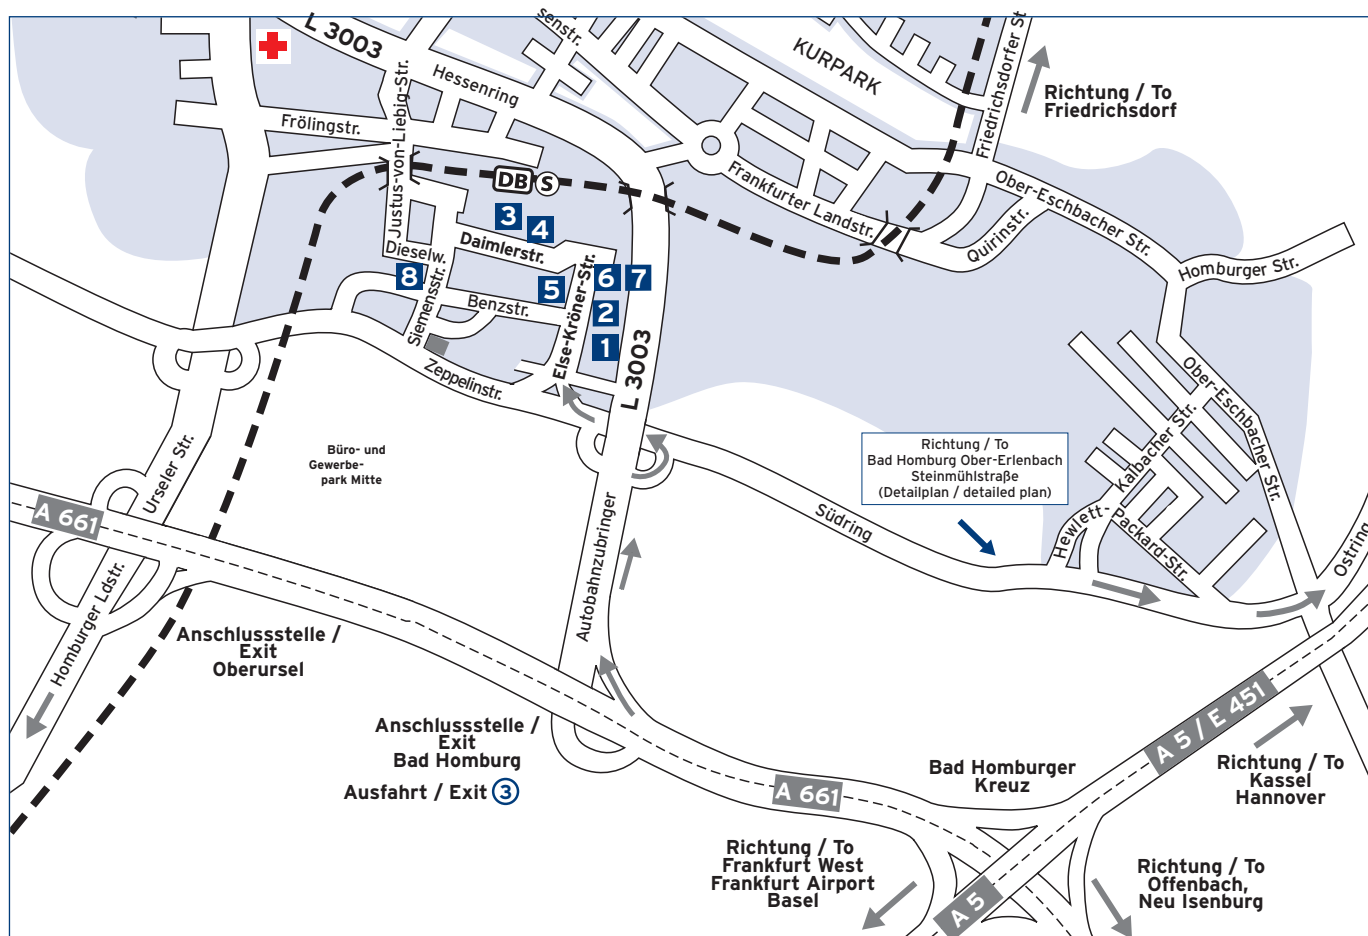 L 3003
senstr.
KURPARK
Friedrichsdorfer St
Richtung / To
Friedrichsdorf
Hessenring
Justus-von-Liebig-Str.
Frölingstr.
DB
S
Frankfurter Landstr.
Ober-Eschbacher Str.
Quirinstr.
Homburger Str.
3
4
Daimlerstr.
Dieselw.
8
Siemensstr.
Benzstr.
5
Else-Kröner-Str.
6
7
2
1
L 3003
Zeppelinstr.
Ober-Eschbacher Str.
Kalbacher Str.
Büro- und
Gewerbe-
park Mitte
Urseler Str.
A 661
Richtung / To
Bad Homburg Ober-Erlenbach
Steinmühlstraße
(Detailplan / detailed plan)
Südring
Hewlett-
Packard-Str.
Ostring
Autobahnzubringer
Homburger Ldstr.
Anschlussstelle /
Exit
Oberursel
Anschlussstelle /
Exit
Bad Homburg
Ausfahrt / Exit 3
A 661
Bad Homburger
Kreuz
A 5 / E 451
Richtung / To
Kassel
Hannover
Richtung / To
Frankfurt West
Frankfurt Airport
Basel
A 5
Richtung / To
Offenbach,
Neu Isenburg